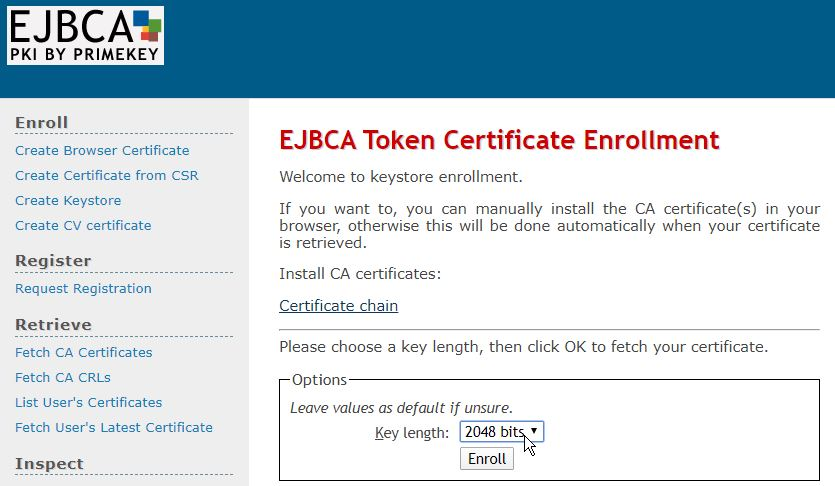 EJBCA
PKI BY PRIMEKEY
Enroll
Create Browser Certificate
Create Certificate from CSR
Create Keystore
Create CV certificate
Register
Request Registration
Retrieve
Fetch CA Certificates
Fetch CA CRLs
List User's Certificates
Fetch User's Latest Certificate
Inspect
EJBCA Token Certificate Enrollment
Welcome to keystore enrollment.
If you want to, you can manually install the CA certificate(s) in your
browser, otherwise this will be done automatically when your certificate
is retrieved.
Install CA certificates:
Certificate chain
Please choose a key length, then click OK to fetch your certificate.
Options
Leave values as default if unsure.
Key length: 2048 bits
Enroll